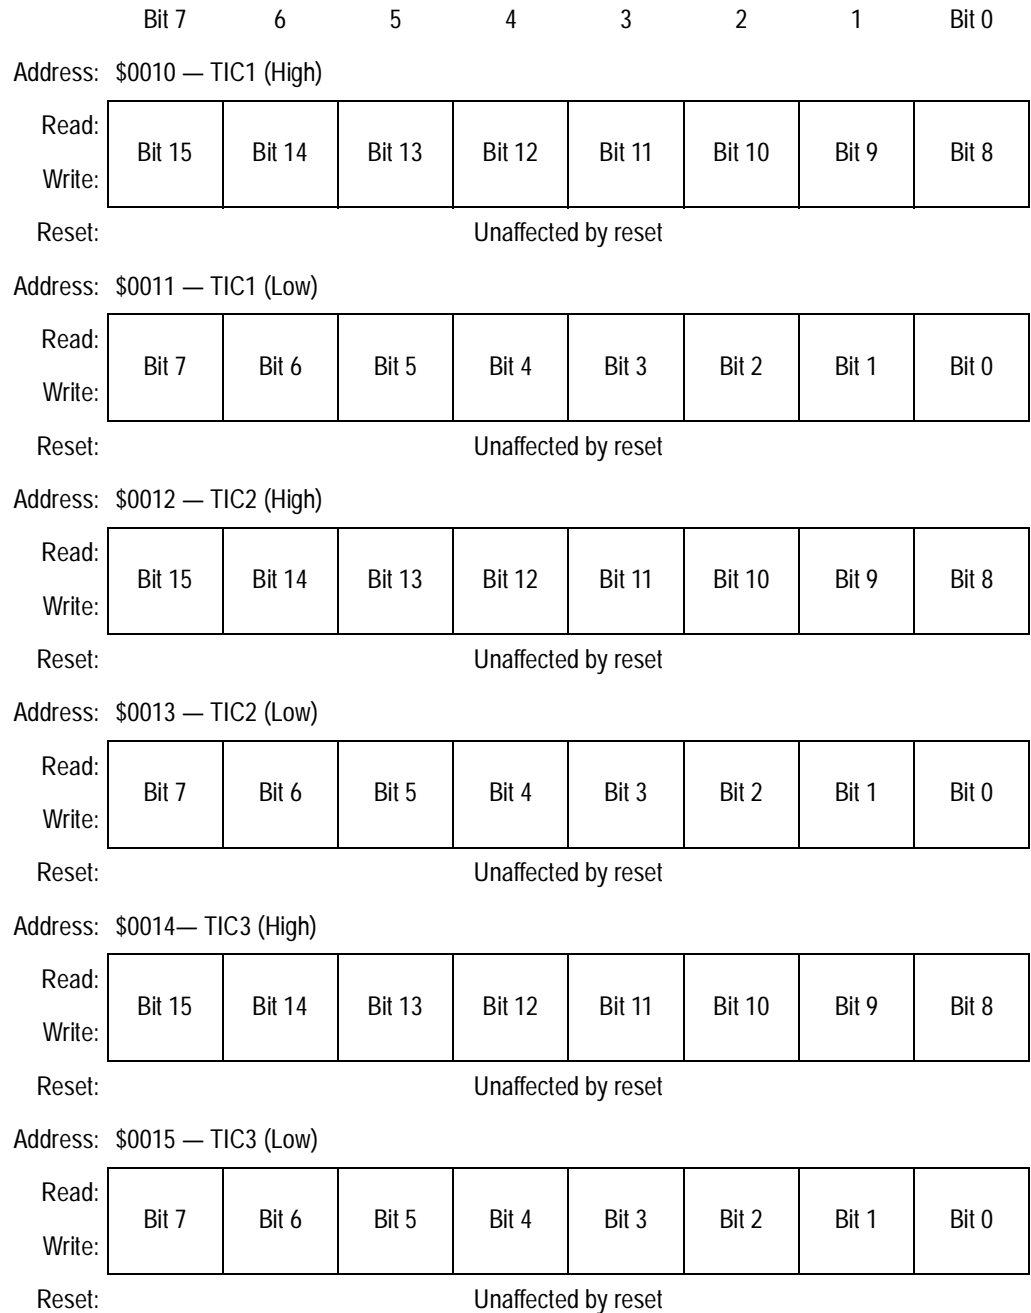 Bit 7 6 5 4 3 2 1 Bit 0
Address: $0010 — TIC1 (High)
Read:
Bit 15 Bit 14 Bit 13 Bit 12 Bit 11 Bit 10 Bit 9 Bit 8
Write:
Reset: Unaffected by reset
Address: $0011 — TIC1 (Low)
Read:
Bit 7 Bit 6 Bit 5 Bit 4 Bit 3 Bit 2 Bit 1 Bit 0
Write:
Reset: Unaffected by reset
Address: $0012 — TIC2 (High)
Read:
Bit 15 Bit 14 Bit 13 Bit 12 Bit 11 Bit 10 Bit 9 Bit 8
Write:
Reset: Unaffected by reset
Address: $0013 — TIC2 (Low)
Read:
Bit 7 Bit 6 Bit 5 Bit 4 Bit 3 Bit 2 Bit 1 Bit 0
Write:
Reset: Unaffected by reset
Address: $0014— TIC3 (High)
Read:
Bit 15 Bit 14 Bit 13 Bit 12 Bit 11 Bit 10 Bit 9 Bit 8
Write:
Reset: Unaffected by reset
Address: $0015 — TIC3 (Low)
Read:
Bit 7 Bit 6 Bit 5 Bit 4 Bit 3 Bit 2 Bit 1 Bit 0
Write:
Reset: Unaffected by reset